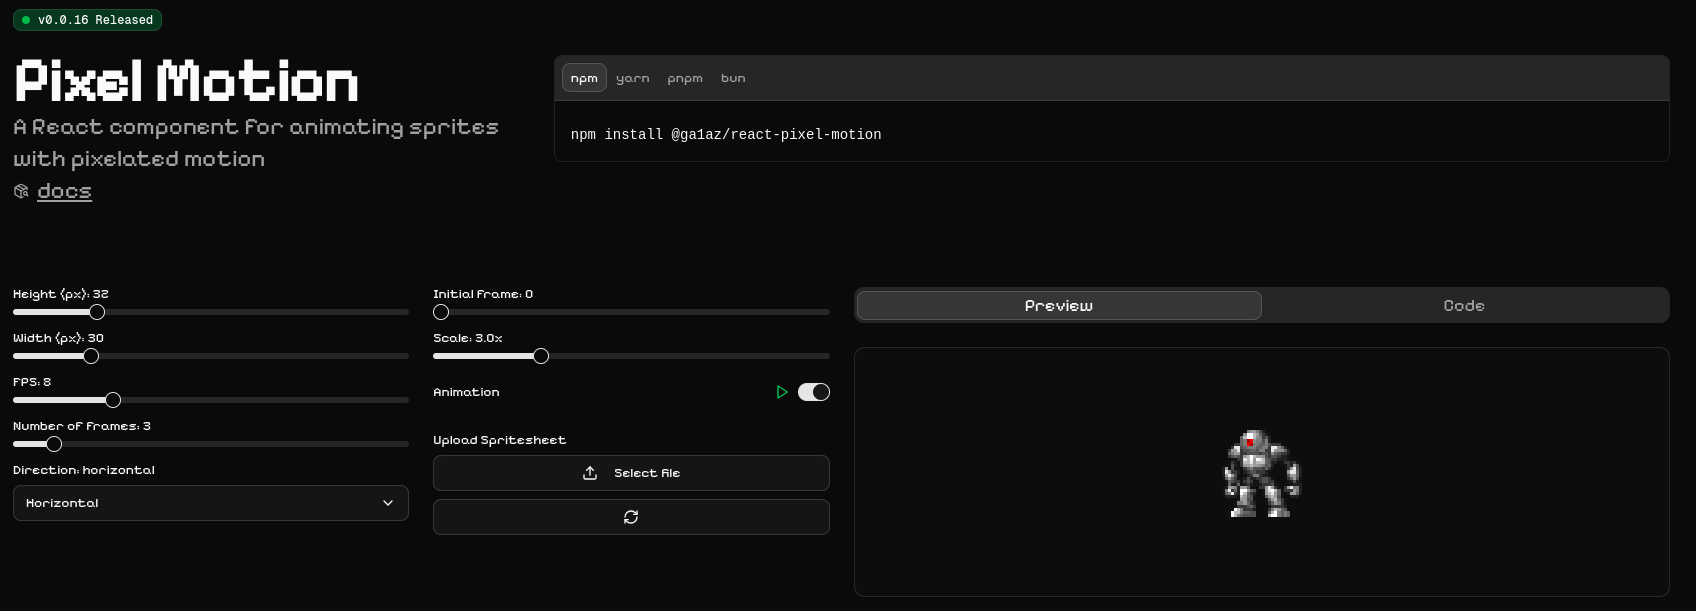 v0.0.16 Released
Pixel Motion
A React component for animating sprites
with pixelated motion
docs
npm yarn pnpm bun
npm install @ga1az/react-pixel-motion
Height (px): 32
Width (px): 30
FPS: 8
Number of frames: 3
Direction: horizontal
Horizontal
Initial Frame: 0
Scale: 3.0x
Animation
Upload Spritesheet
Select file
Preview Code